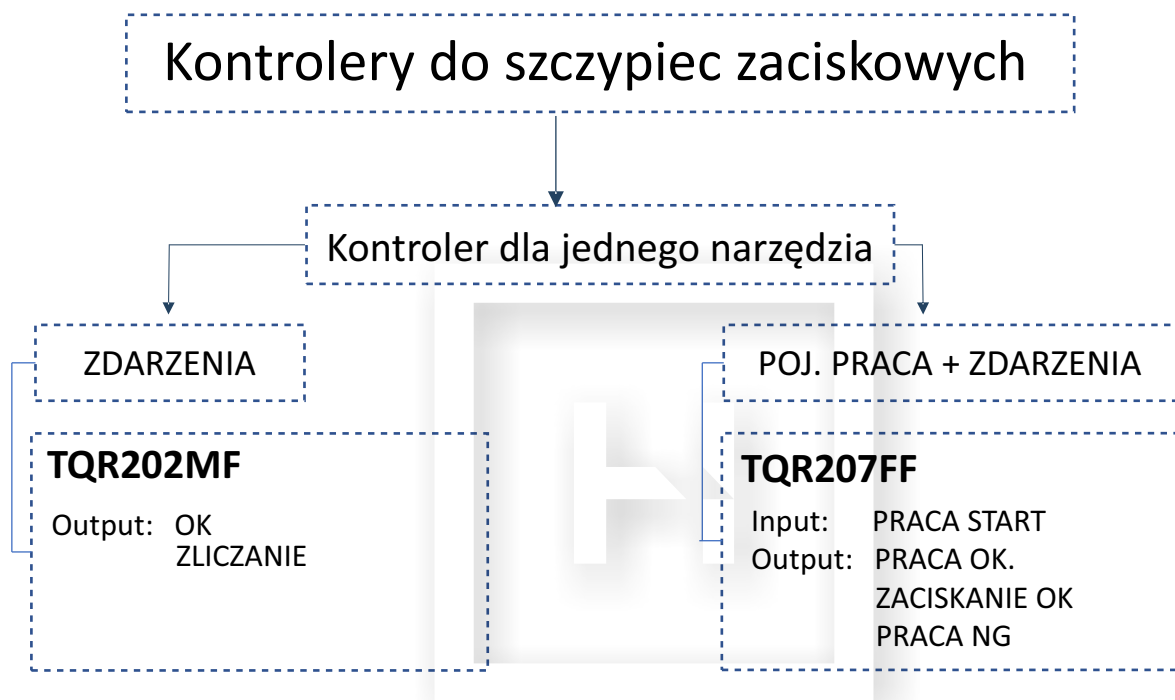 Kontrolery do szczypiec zaciskowych
Kontroler dla jednego narzędzia
ZDARZENIA
POJ. PRACA + ZDARZENIA
TQR202MF
Output: OK
ZLICZANIE
TQR207FF
Input: PRACA START
Output: PRACA OK.
ZACISKANIE OK
PRACA NG